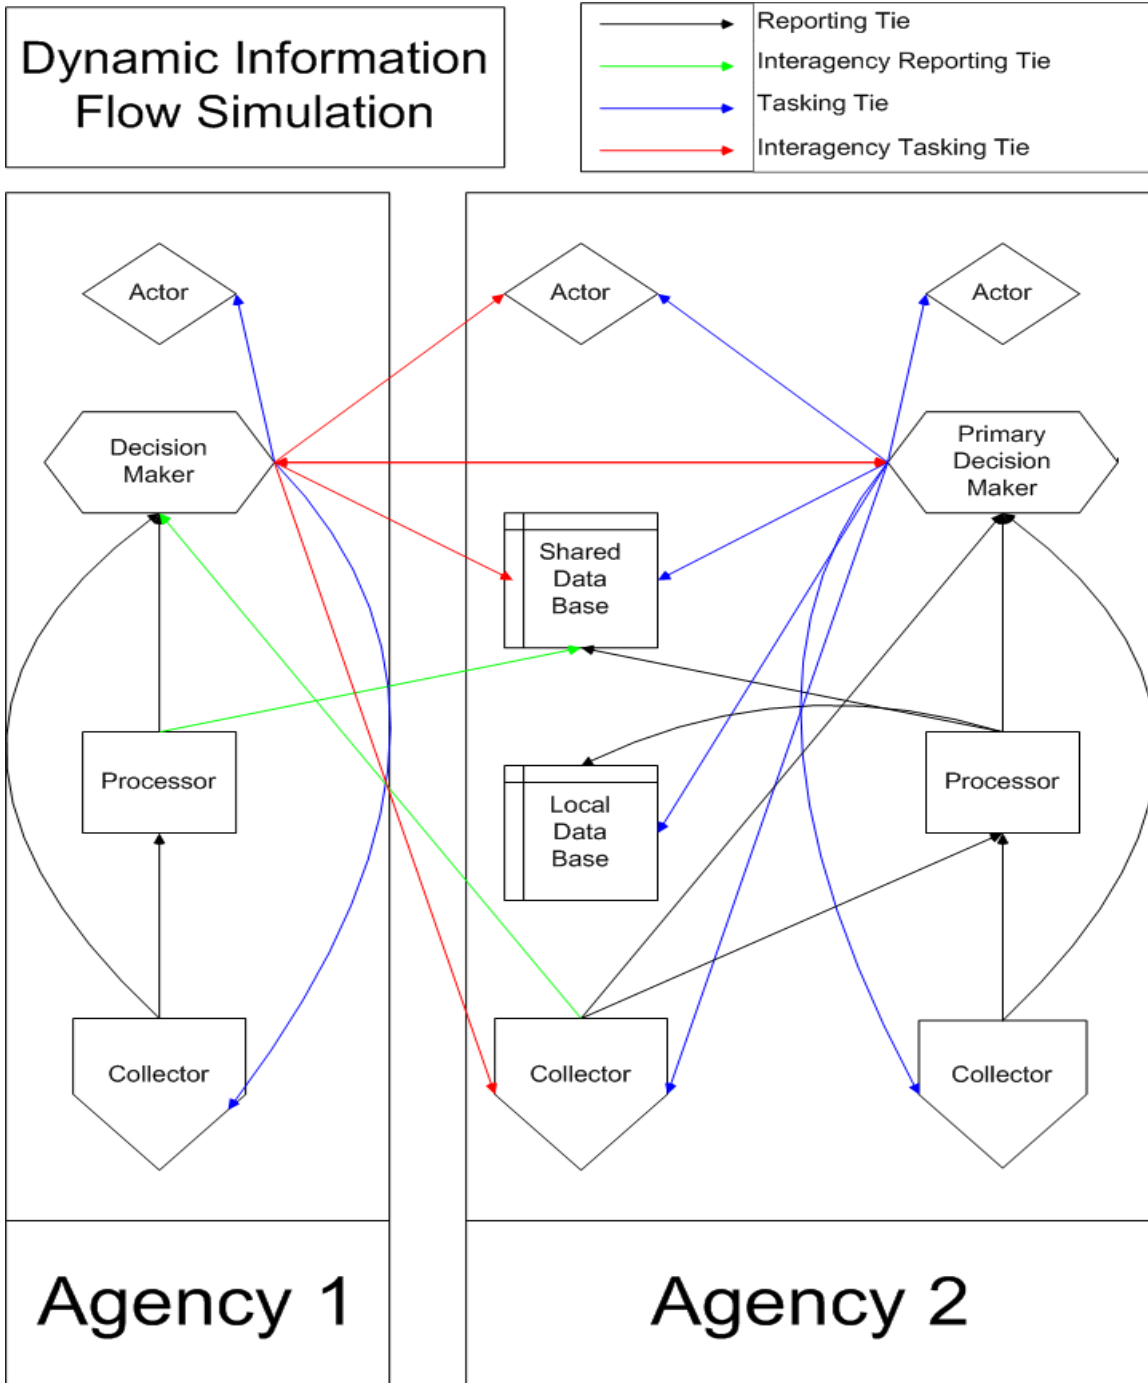 Dynamic Information
Flow Simulation
Reporting Tie
Interagency Reporting Tie
Tasking Tie
Interagency Tasking Tie
Actor
Actor
Actor
Decision
Maker
Primary
Decision
Maker
Shared
Data
Base
Processor
Local
Data
Base
Processor
Collector
Collector
Collector
Agency 1
Agency 2